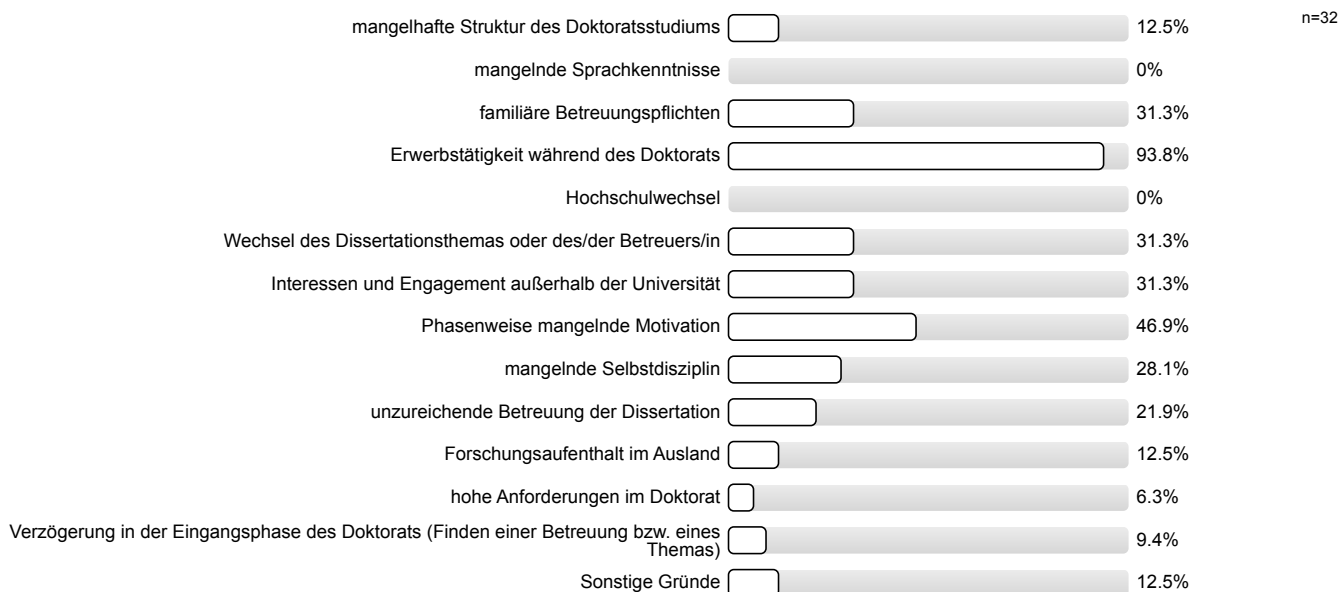 mangelhafte Struktur des Doktoratsstudiums 12.5% n=32
mangelnde Sprachkenntnisse 0%
familiäre Betreuungspflichten 31.3%
Erwerbstätigkeit während des Doktorats 93.8%
Hochschulwechsel 0%
Wechsel des Dissertationsthemas oder des/der Betreuers/in 31.3%
Interessen und Engagement außerhalb der Universität 31.3%
Phasenweise mangelnde Motivation 46.9%
mangelnde Selbstdisziplin 28.1%
unzureichende Betreuung der Dissertation 21.9%
Forschungsaufenthalt im Ausland 12.5%
hohe Anforderungen im Doktorat 6.3%
Verzögerung in der Eingangsphase des Doktorats (Finden einer Betreuung bzw. eines
Themas) 9.4%
Sonstige Gründe 12.5%